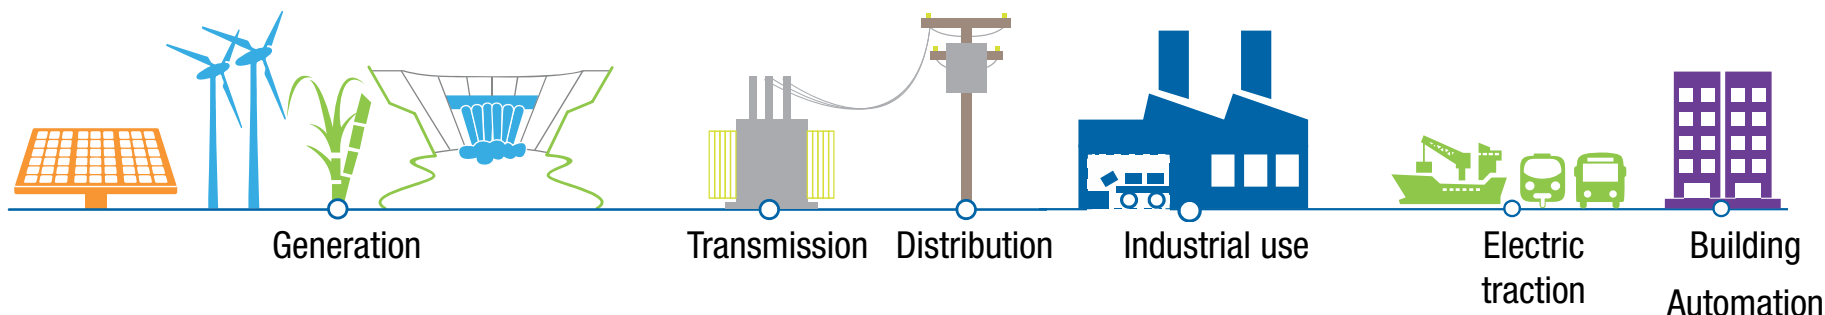 Generation
Transmission
Distribution
Industrial use
Electric
traction
Building
Automation